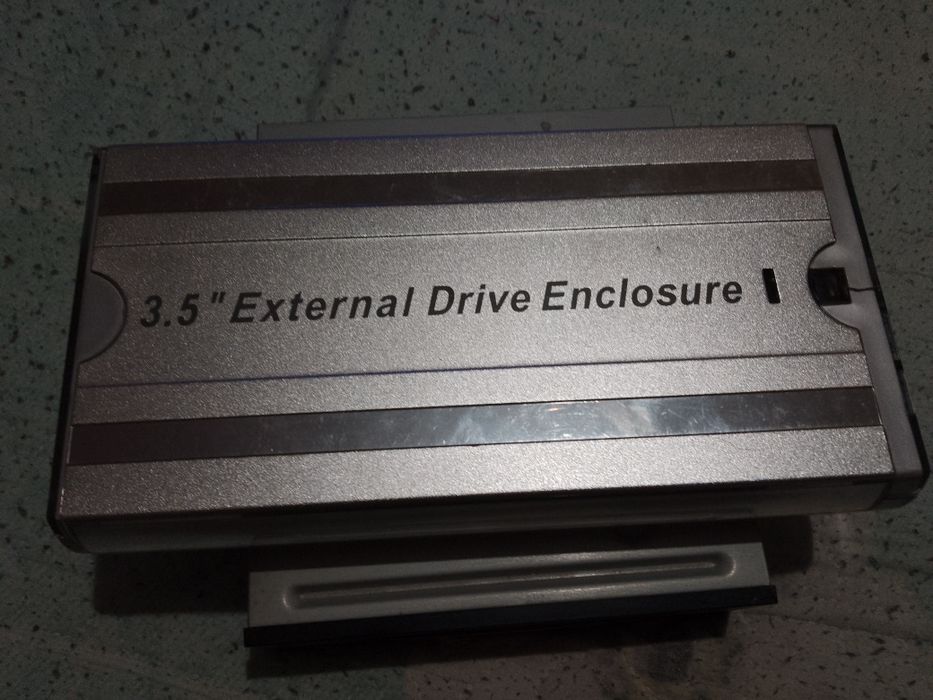 3.5" External Drive Enclosure